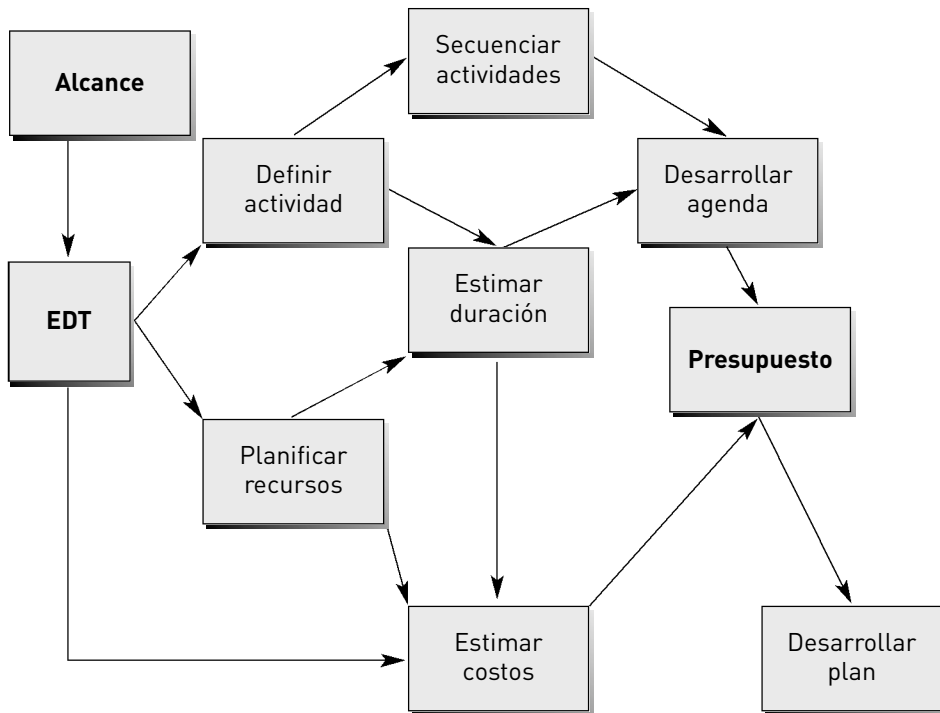 Alcance
Secuenciar
actividades
Definir
actividad
Desarrollar
agenda
EDT
Estimar
duración
Presupuesto
Planificar
recursos
Estimar
costos
Desarrollar
plan